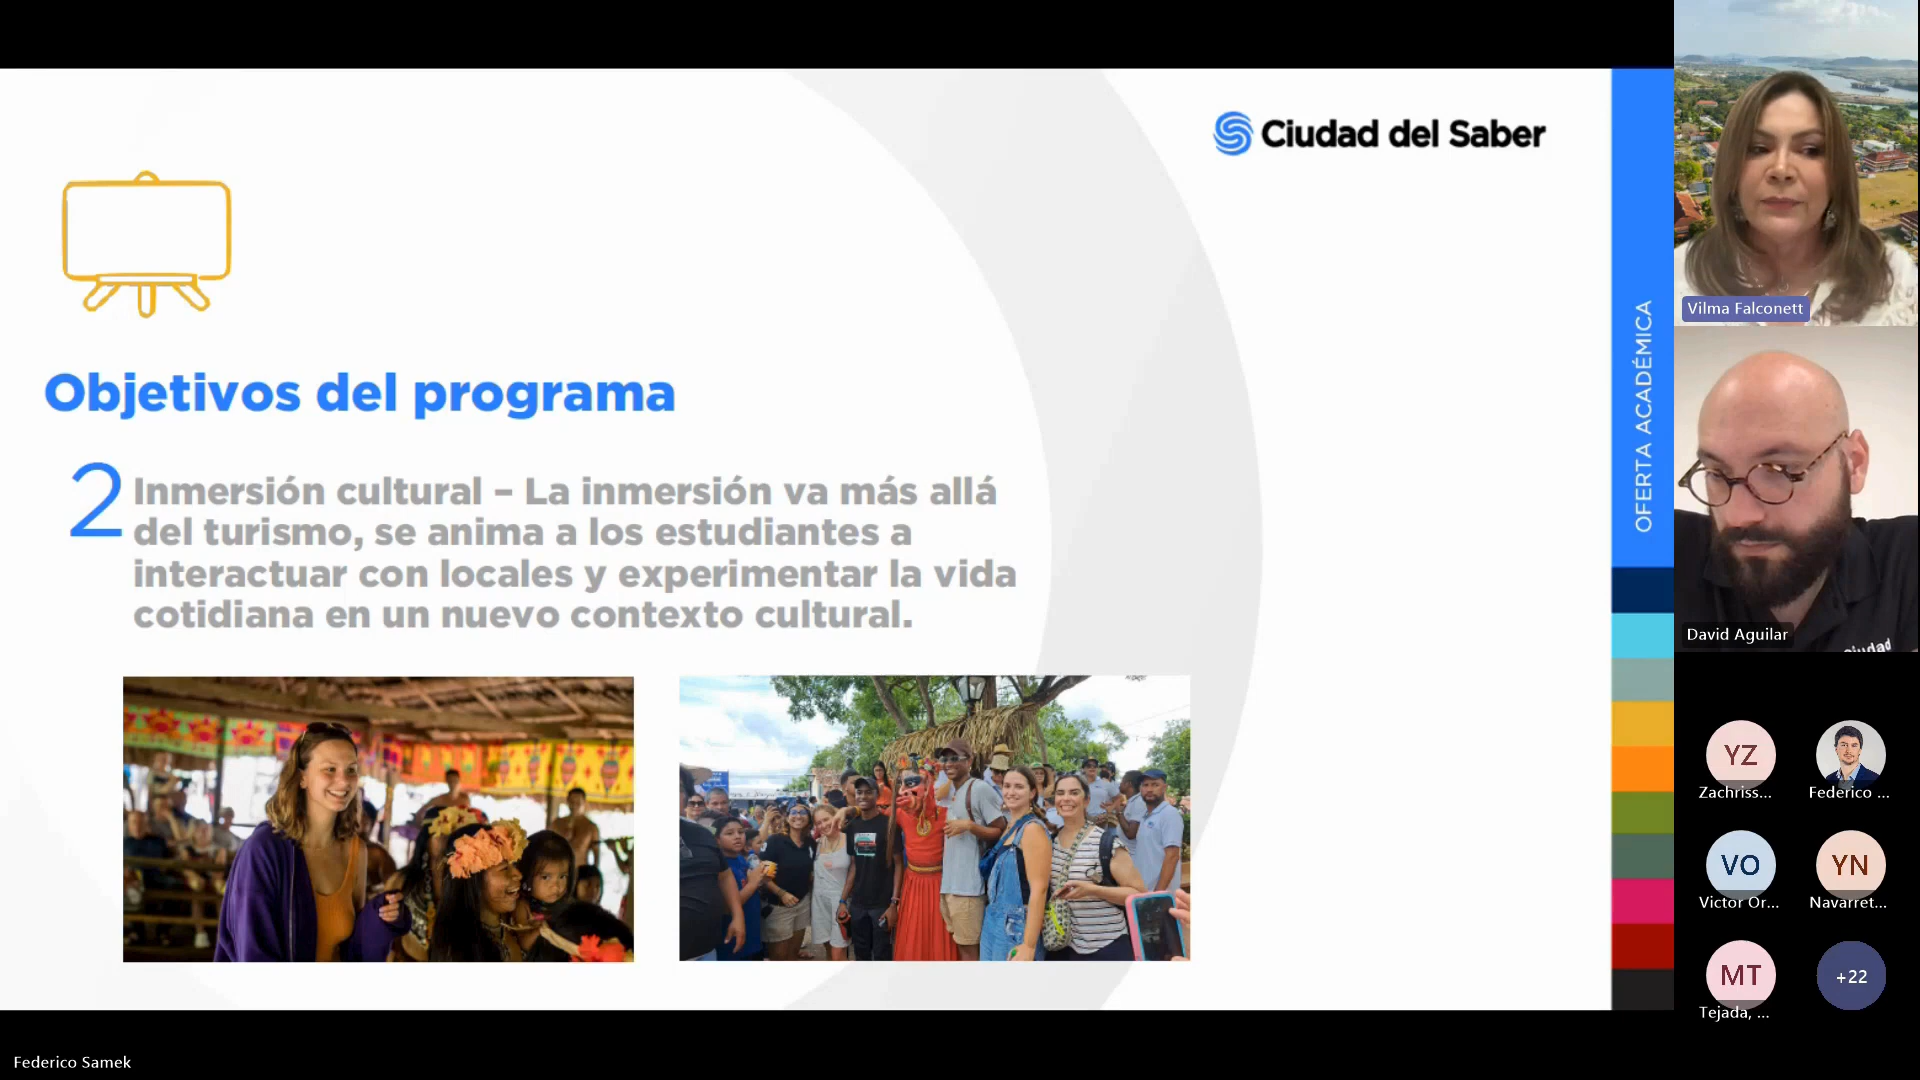 Ciudad del Saber
Objetivos del programa
2
Inmersión cultural – La inmersión va más allá
del turismo, se anima a los estudiantes a
interactuar con locales y experimentar la vida
cotidiana en un nuevo contexto cultural.
OFERTA ACADÉMICA
Vilma Falconett
Ciudad
David Aguilar
YZ
Zachriss...
Federico ...
VO
Victor Or...
YN
Navarret...
MT
Tejada, ...
+22
Federico Samek